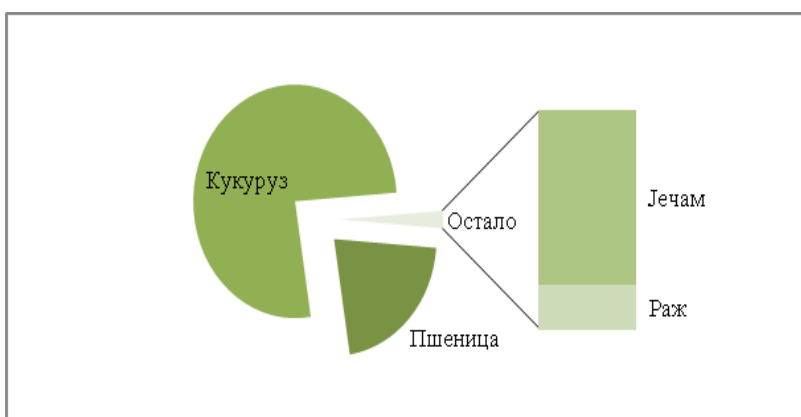 Кукуруз
Јечам
Остало
Раж
Пшеница